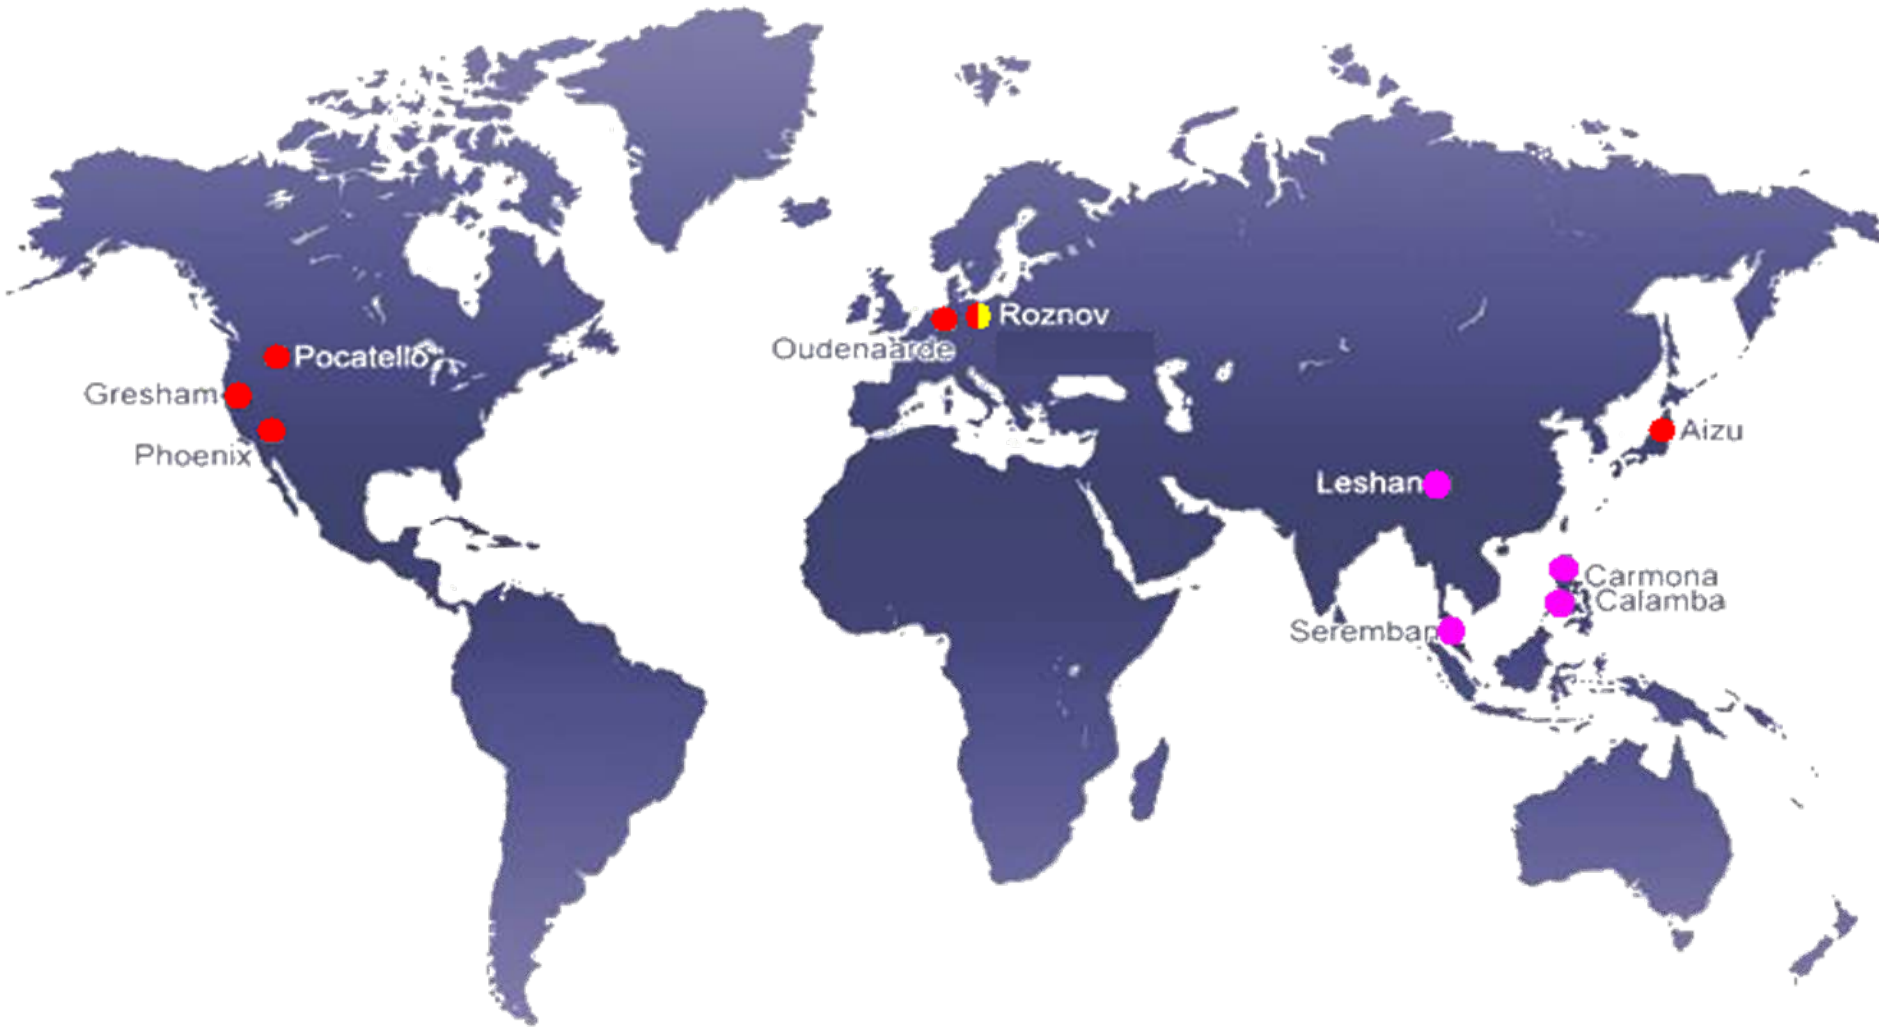 Roznov
Oudenaarde
Pocatello
Gresham
Phoenix
Aizu
Leshan
Carmona
Calamba
Seremban